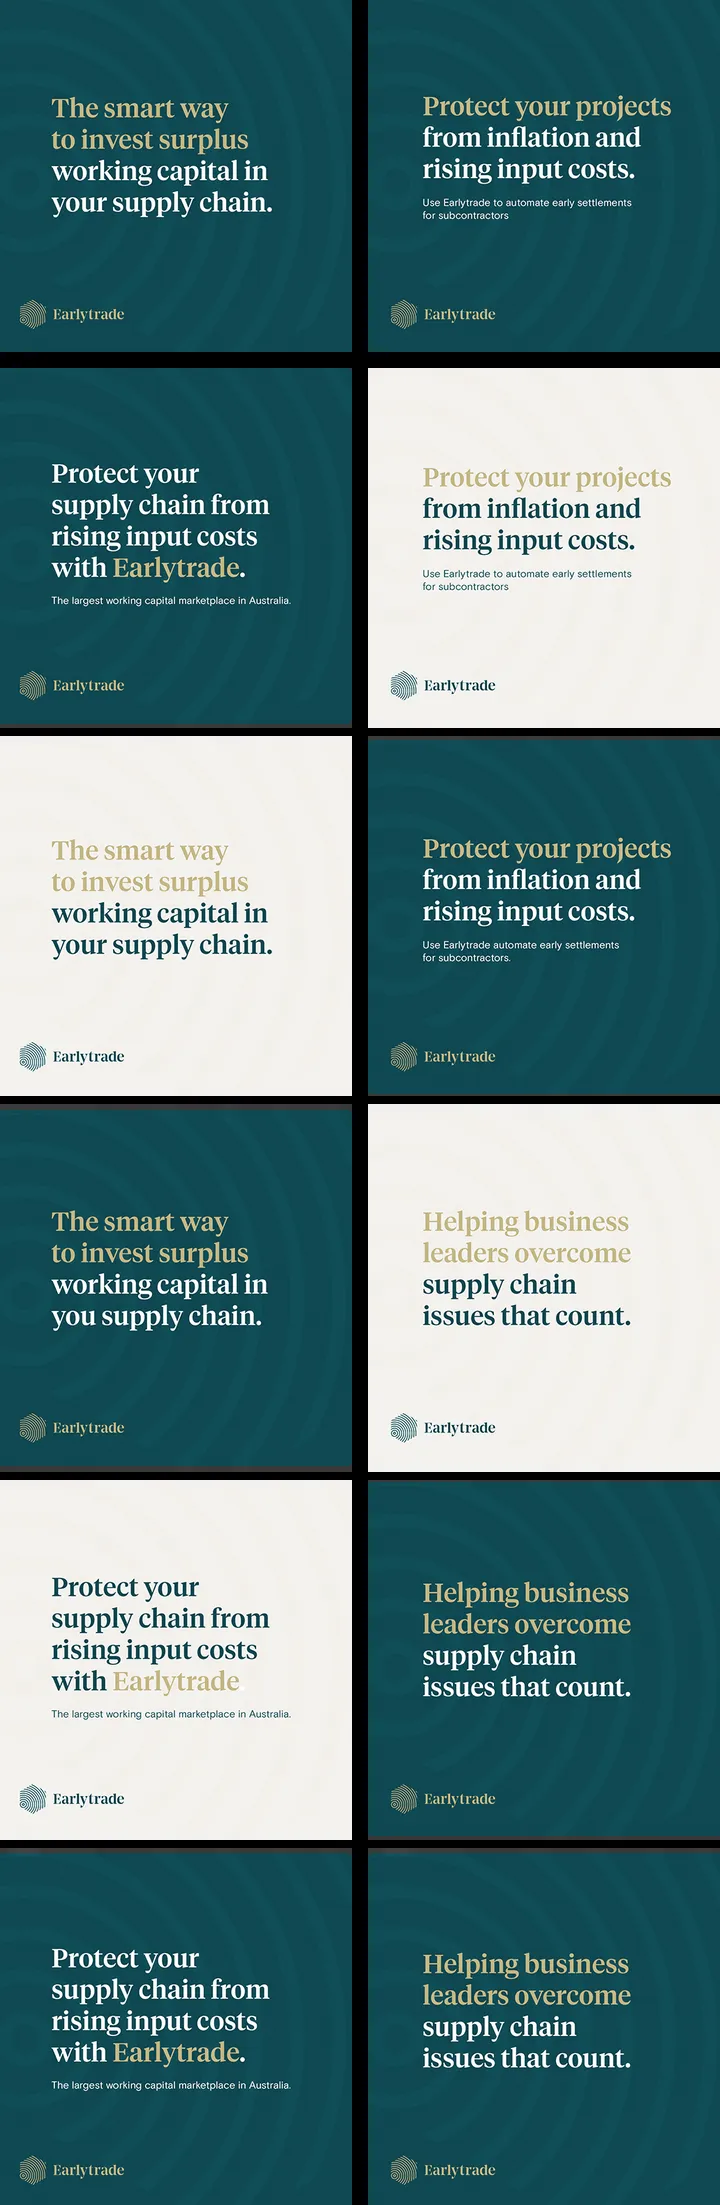 The smart way
to invest surplus
working capital in
your supply chain.
Earlytrade
Protect your projects
from inflation and
rising input costs.
Use Earlytrade to automate early settlements
for subcontractors
Earlytrade
Protect your
supply chain from
rising input costs
with Earlytrade.
The largest working capital marketplace in Australia.
Earlytrade
Protect your projects
from inflation and
rising input costs.
Use Earlytrade to automate early settlements
for subcontractors
Earlytrade
The smart way
to invest surplus
working capital in
your supply chain.
Earlytrade
Protect your projects
from inflation and
rising input costs.
Use Earlytrade automate early settlements
for subcontractors.
Earlytrade
The smart way
to invest surplus
working capital in
you supply chain.
Earlytrade
Helping business
leaders overcome
supply chain
issues that count.
Earlytrade
Protect your
supply chain from
rising input costs
with Earlytrade.
The largest working capital marketplace in Australia.
Earlytrade
Helping business
leaders overcome
supply chain
issues that count.
Earlytrade
Protect your
supply chain from
rising input costs
with Earlytrade.
The largest working capital marketplace in Australia.
Earlytrade
Helping business
leaders overcome
supply chain
issues that count.
Earlytrade